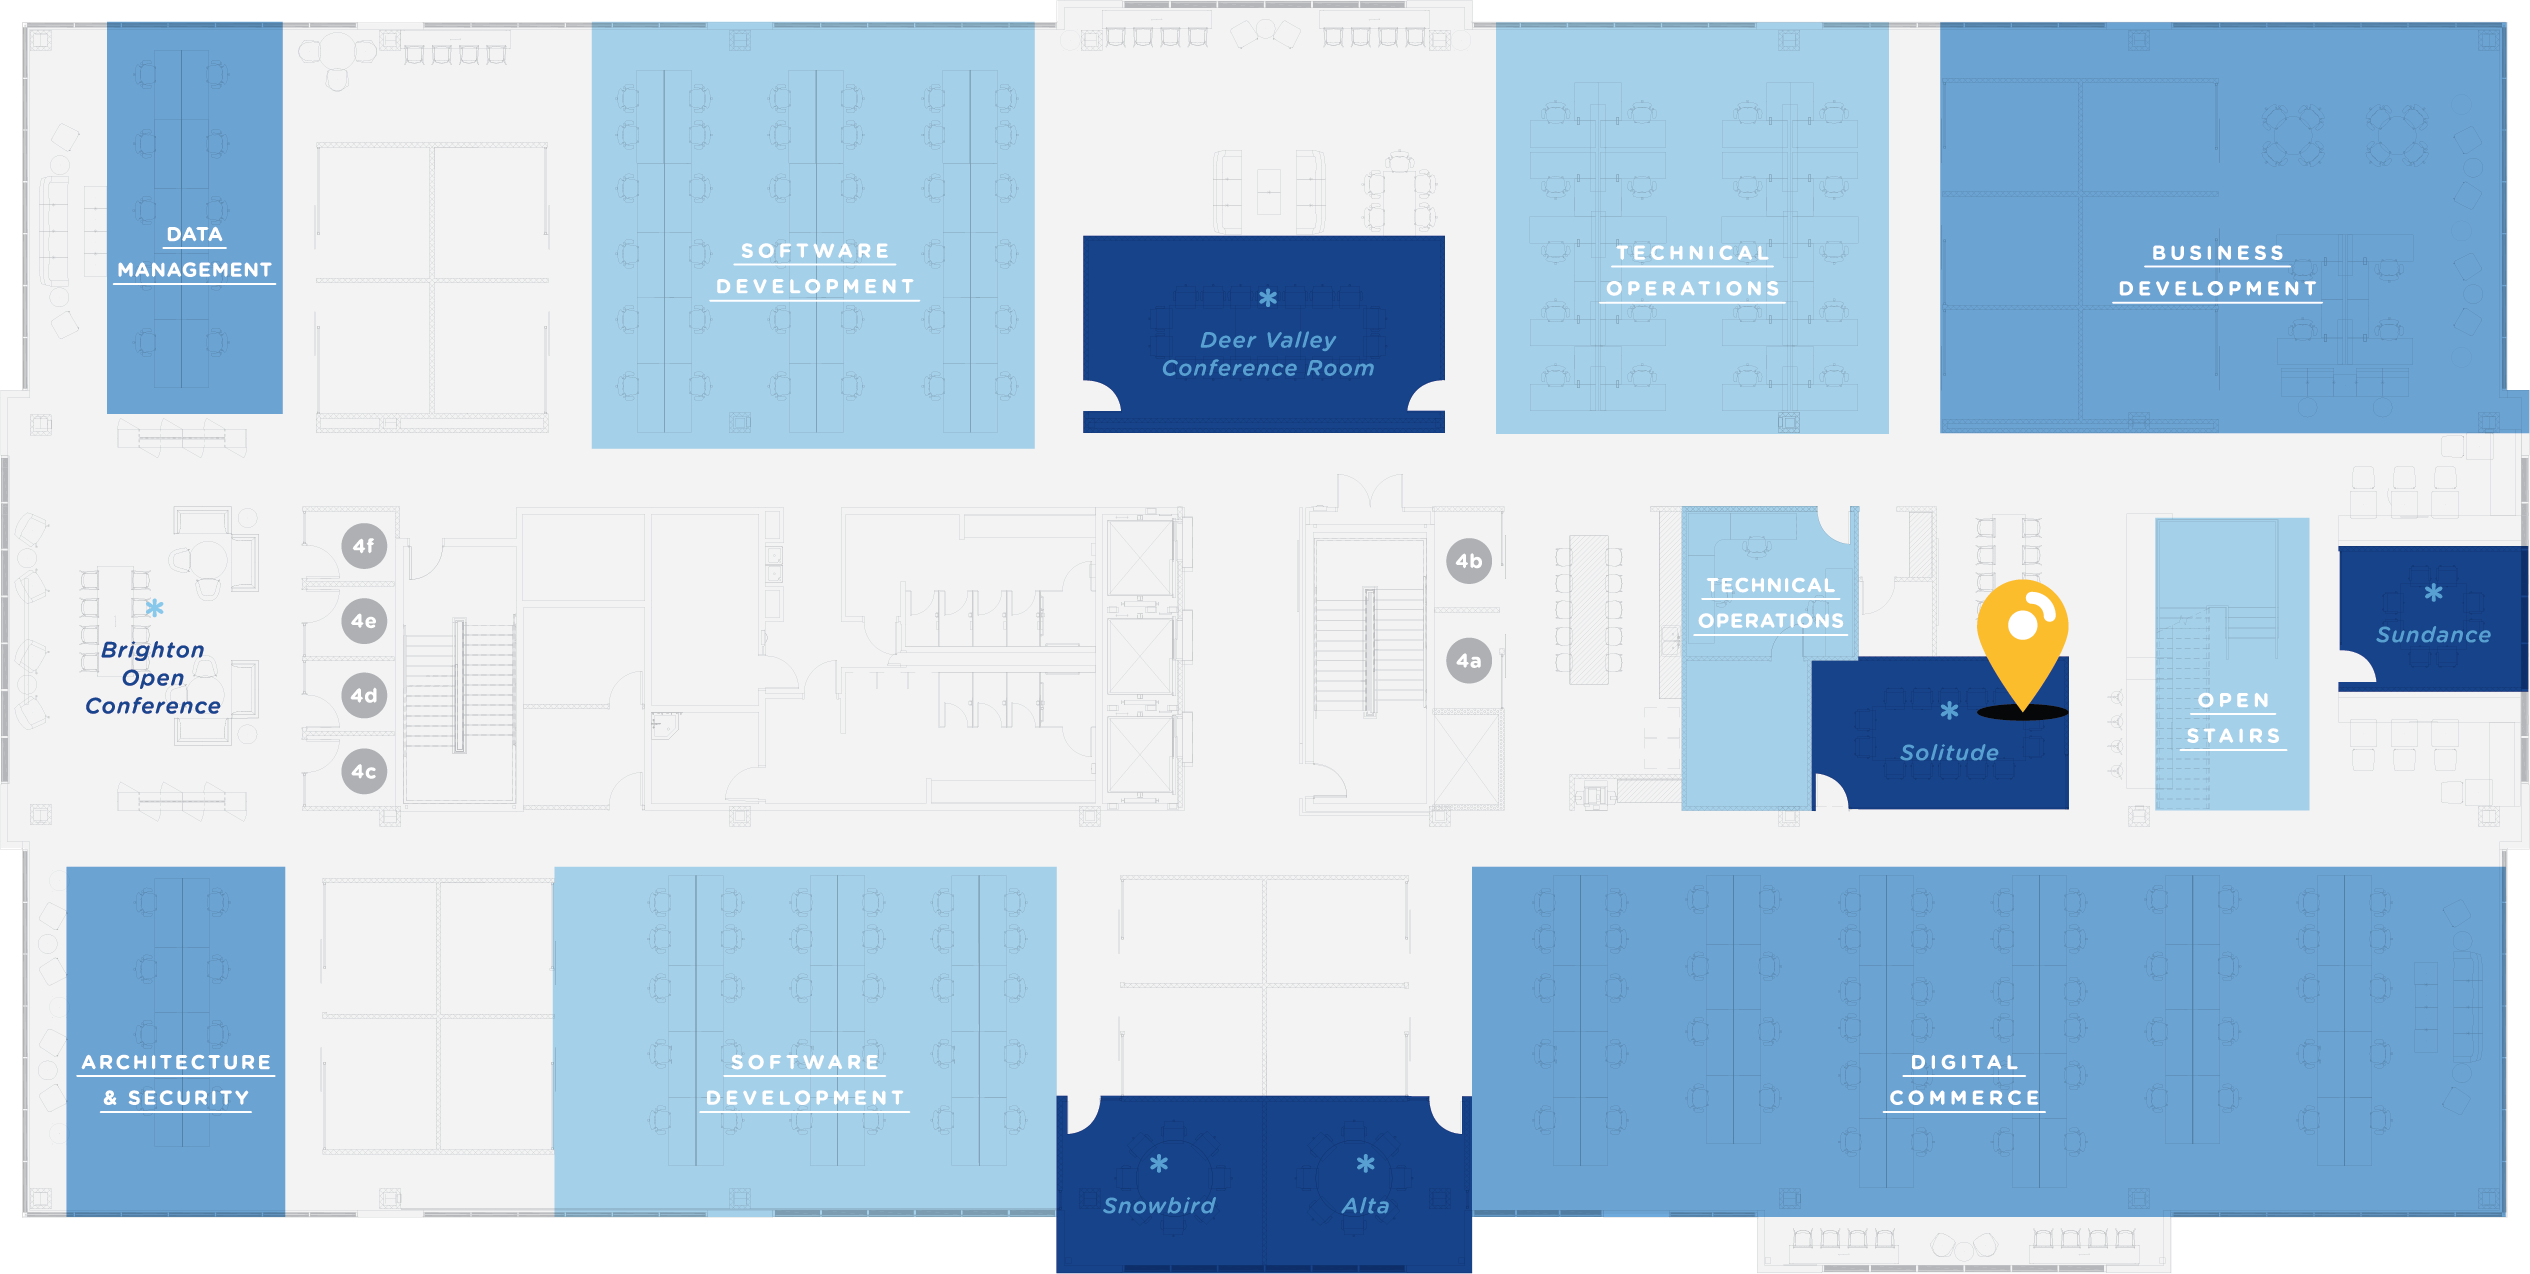 DATA
MANAGEMENT
SOFTWARE
DEVELOPMENT
*
Deer Valley
Conference Room
TECHNICAL
OPERATIONS
BUSINESS
DEVELOPMENT
*
Brighton
Open
Conference
4f
4e
4d
4c
4b
4a
TECHNICAL
OPERATIONS
*
Solitude
OPEN
STAIRS
*
Sundance
ARCHITECTURE
& SECURITY
SOFTWARE
DEVELOPMENT
*
Snowbird
*
Alta
DIGITAL
COMMERCE